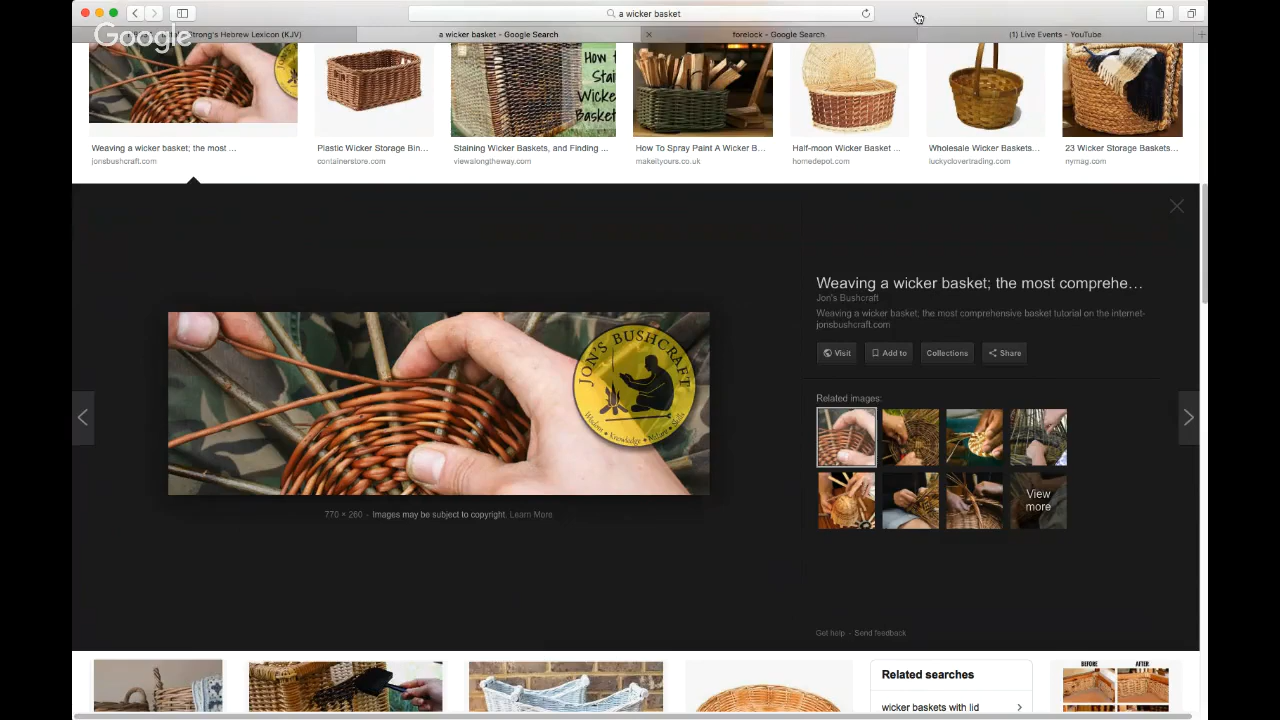 a wicker basket
Google
Strong's Hebrew Lexicon (KJV)
a wicker basket - Google Search
forelock - Google Search
(1) Live Events - YouTube
How t
Stai
Wicke
Baske
Weaving a wicker basket; the most ...
jonsbushcraft.com
Plastic Wicker Storage Bin...
containerstore.com
Staining Wicker Baskets, and Finding ...
viewalongtheway.com
How To Spray Paint A Wicker B...
makeityours.co.uk
Half-moon Wicker Basket ...
homedepot.com
Wholesale Wicker Baskets...
luckyclovertrading.com
23 Wicker Storage Baskets...
nymag.com
JON'S BUSHCRAFT
Wisdom • Knowledge • Nature • Skills
770 × 260 - Images may be subject to copyright. Learn More
Weaving a wicker basket; the most comprehe...
Jon's Bushcraft
Weaving a wicker basket; the most comprehensive basket tutorial on the internet-
jonsbushcraft.com
Visit
Add to
Collections
Share
Related images:
View
more
Get help - Send feedback
Related searches
wicker baskets with lid
BEFORE
AFTER